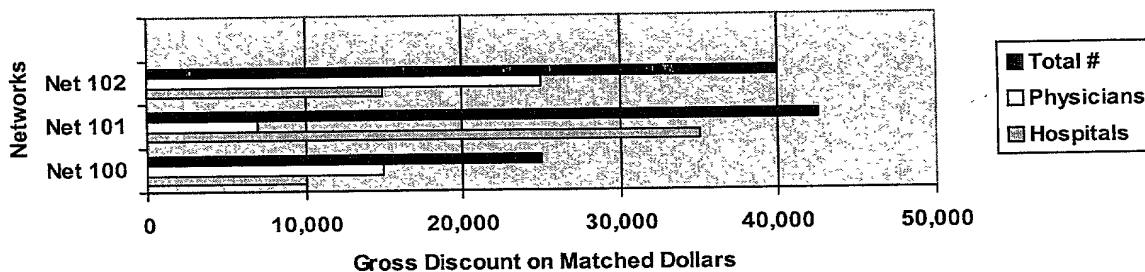 Networks
Net 102
Net 101
Net 100
0 10,000 20,000 30,000 40,000 50,000
Gross Discount on Matched Dollars
Total #
Physicians
Hospitals